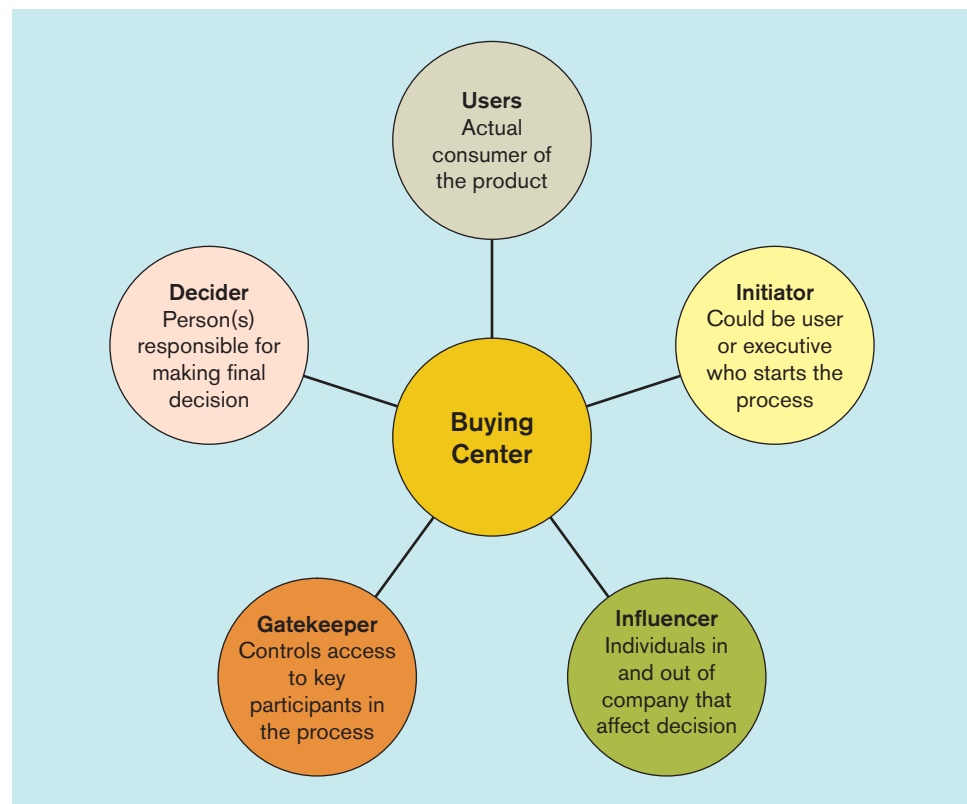 Users
Actual
consumer of
the product
Decider
Person(s)
responsible for
making final
decision
Initiator
Could be user
or executive
who starts the
process
Buying
Center
Gatekeeper
Controls access
to key
participants in
the process
Influencer
Individuals in
and out of
company that
affect decision